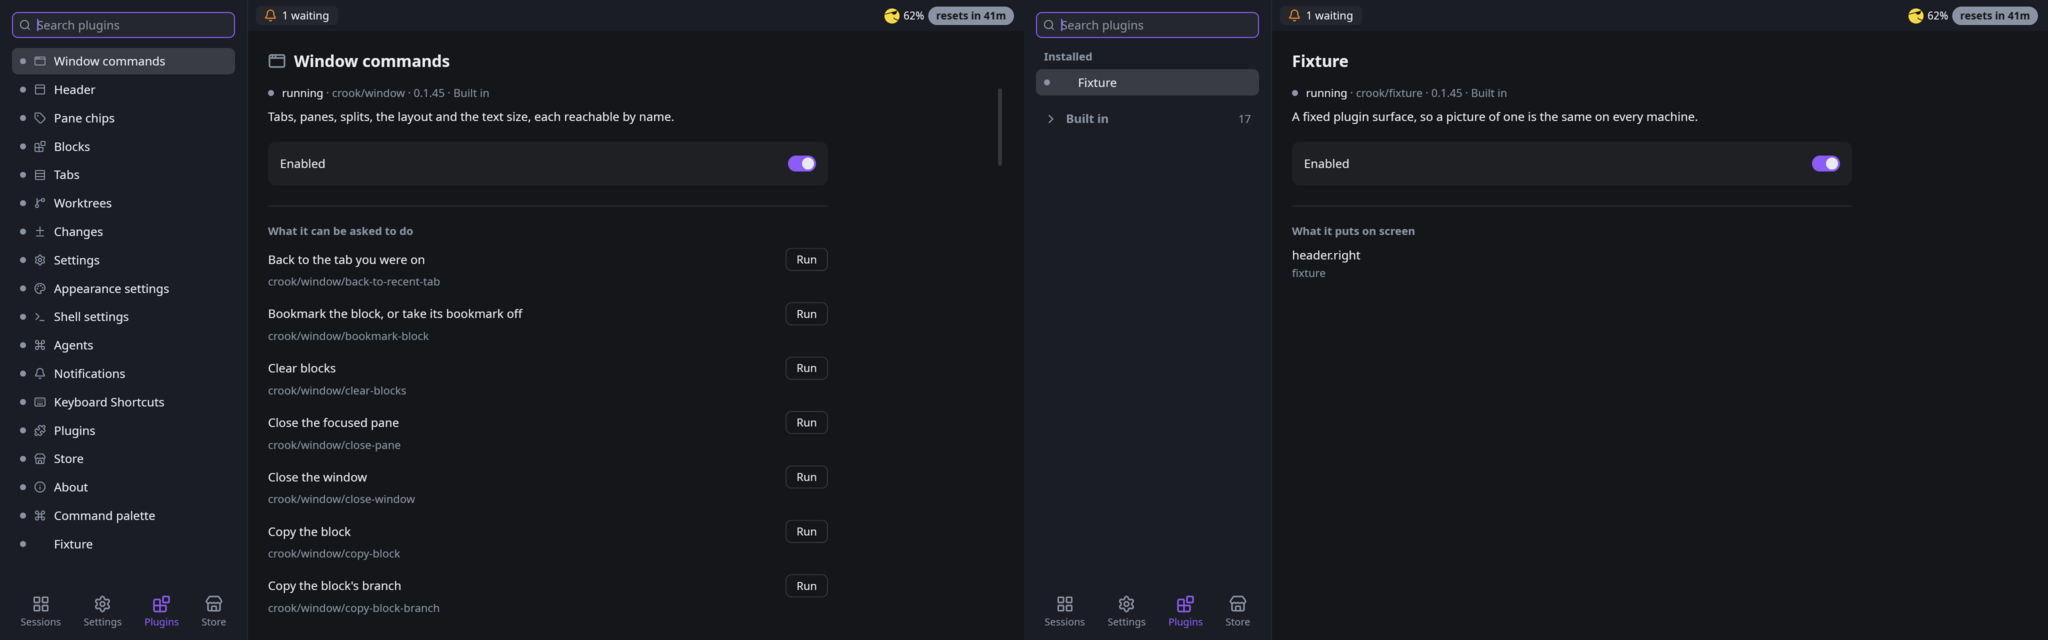 Search plugins
Window commands
Header
Pane chips
Blocks
Tabs
Worktrees
Changes
Settings
Appearance settings
Shell settings
Agents
Notifications
Keyboard Shortcuts
Plugins
Store
About
Command palette
Fixture
Sessions
Settings
Plugins
Store
1 waiting
62% resets in 41m
Window commands
running · crook/window · 0.1.45 · Built in
Tabs, panes, splits, the layout and the text size, each reachable by name.
Enabled
What it can be asked to do
Back to the tab you were on
Run
crook/window/back-to-recent-tab
Bookmark the block, or take its bookmark off
Run
crook/window/bookmark-block
Clear blocks
Run
crook/window/clear-blocks
Close the focused pane
Run
crook/window/close-pane
Close the window
Run
crook/window/close-window
Copy the block
Run
crook/window/copy-block
Copy the block's branch
Run
crook/window/copy-block-branch
Search plugins
Installed
Fixture
Built in 17
Sessions
Settings
Plugins
Store
1 waiting
62% resets in 41m
Fixture
running · crook/fixture · 0.1.45 · Built in
A fixed plugin surface, so a picture of one is the same on every machine.
Enabled
What it puts on screen
header.right
fixture